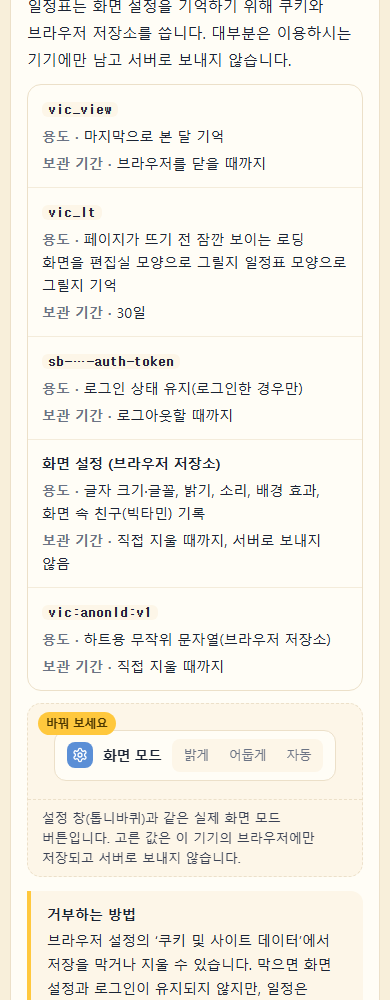 일정표는 화면 설정을 기억하기 위해 쿠키와
브라우저 저장소를 씁니다. 대부분은 이용하시는
기기에만 남고 서버로 보내지 않습니다.
vic_view
용도 · 마지막으로 본 달 기억
보관 기간 · 브라우저를 닫을 때까지
vic_lt
용도 · 페이지가 뜨기 전 잠깐 보이는 로딩
화면을 편집실 모양으로 그릴지 일정표 모양으로
그릴지 기억
보관 기간 · 30일
sb-…-auth-token
용도 · 로그인 상태 유지(로그인한 경우만)
보관 기간 · 로그아웃할 때까지
화면 설정 (브라우저 저장소)
용도 · 글자 크기·글꼴, 밝기, 소리, 배경 효과,
화면 속 친구(빅타민) 기록
보관 기간 · 직접 지울 때까지, 서버로 보내지
않음
vic:anonId:v1
용도 · 하트용 무작위 문자열(브라우저 저장소)
보관 기간 · 직접 지울 때까지
바꿔 보세요
화면 모드 밝게 어둡게 자동
설정 창(톱니바퀴)과 같은 실제 화면 모드
버튼입니다. 고른 값은 이 기기의 브라우저에만
저장되고 서버로 보내지 않습니다.
거부하는 방법
브라우저 설정의 ‘쿠키 및 사이트 데이터’에서
저장을 막거나 지울 수 있습니다. 막으면 화면
설정과 로그인이 유지되지 않지만, 일정은